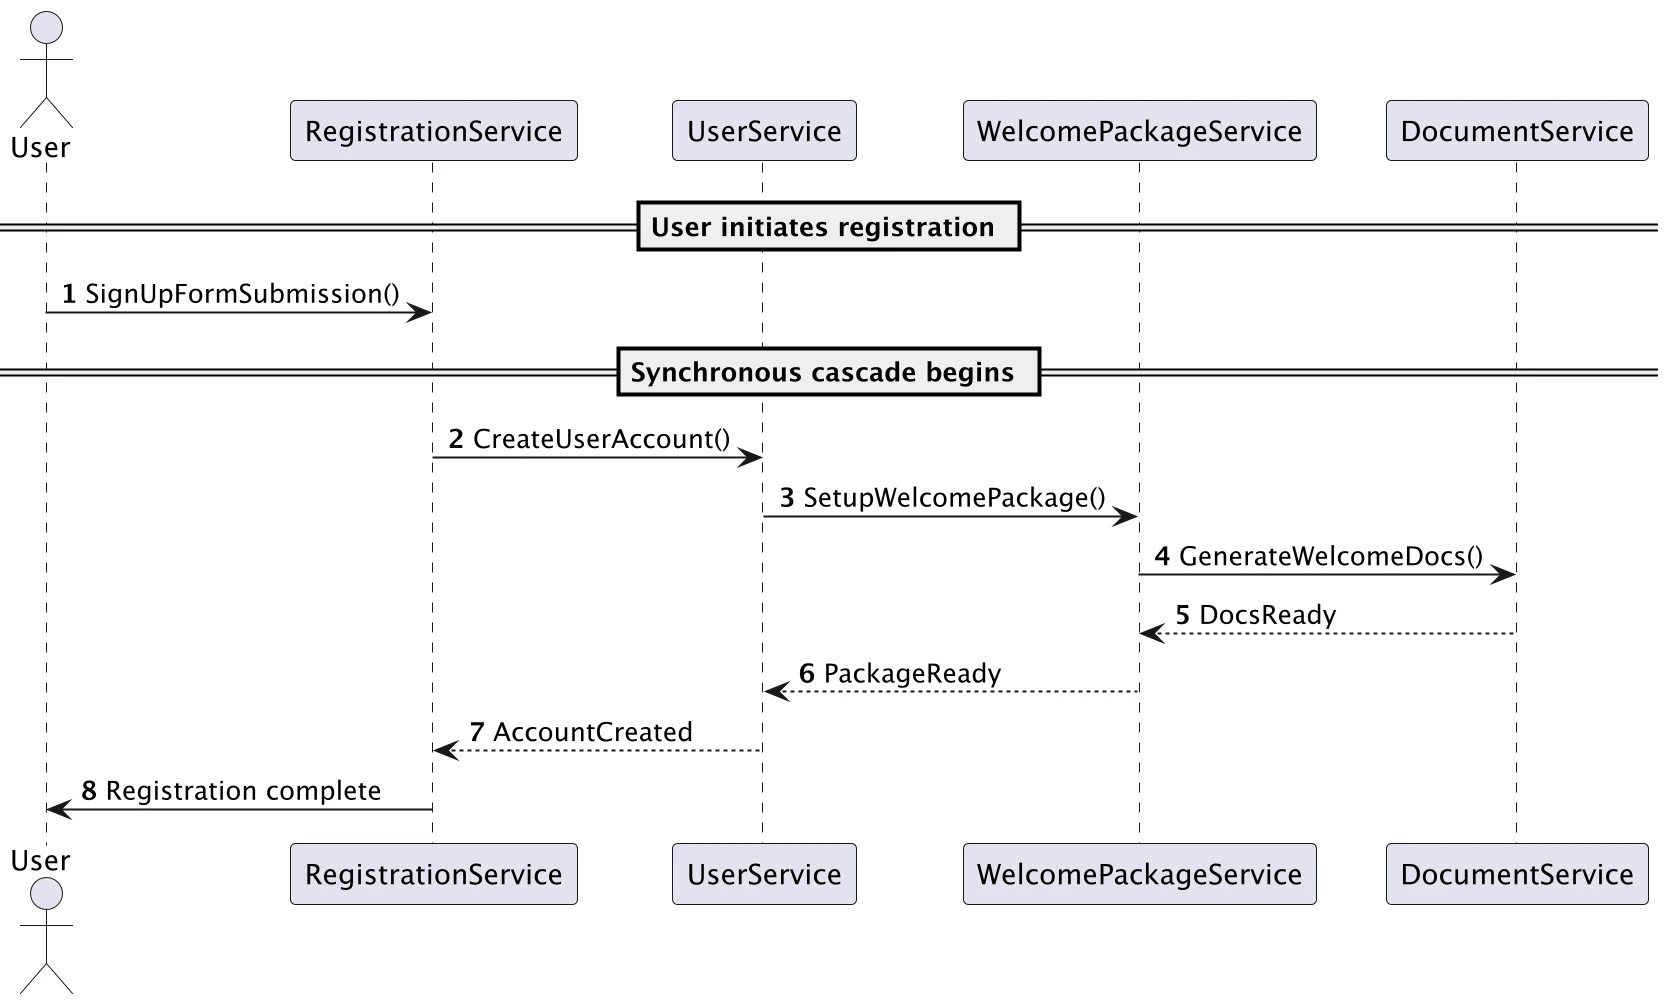 User
RegistrationService
UserService
WelcomePackageService
DocumentService
User initiates registration
1 SignUpFormSubmission()
Synchronous cascade begins
2 CreateUserAccount()
3 SetupWelcomePackage()
4 GenerateWelcomeDocs()
5 DocsReady
6 PackageReady
7 AccountCreated
8 Registration complete
User
RegistrationService
UserService
WelcomePackageService
DocumentService